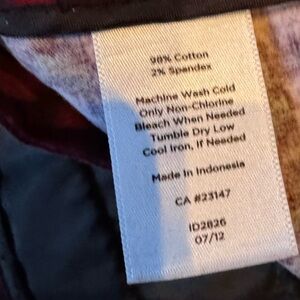 98% Cotton
2% Spandex
Machine Wash Cold
Only Non-Chlorine
Bleach When Needed
Tumble Dry Low
Cool Iron, If Needed
Made in Indonesia
CA #23147
ID2826
07/12